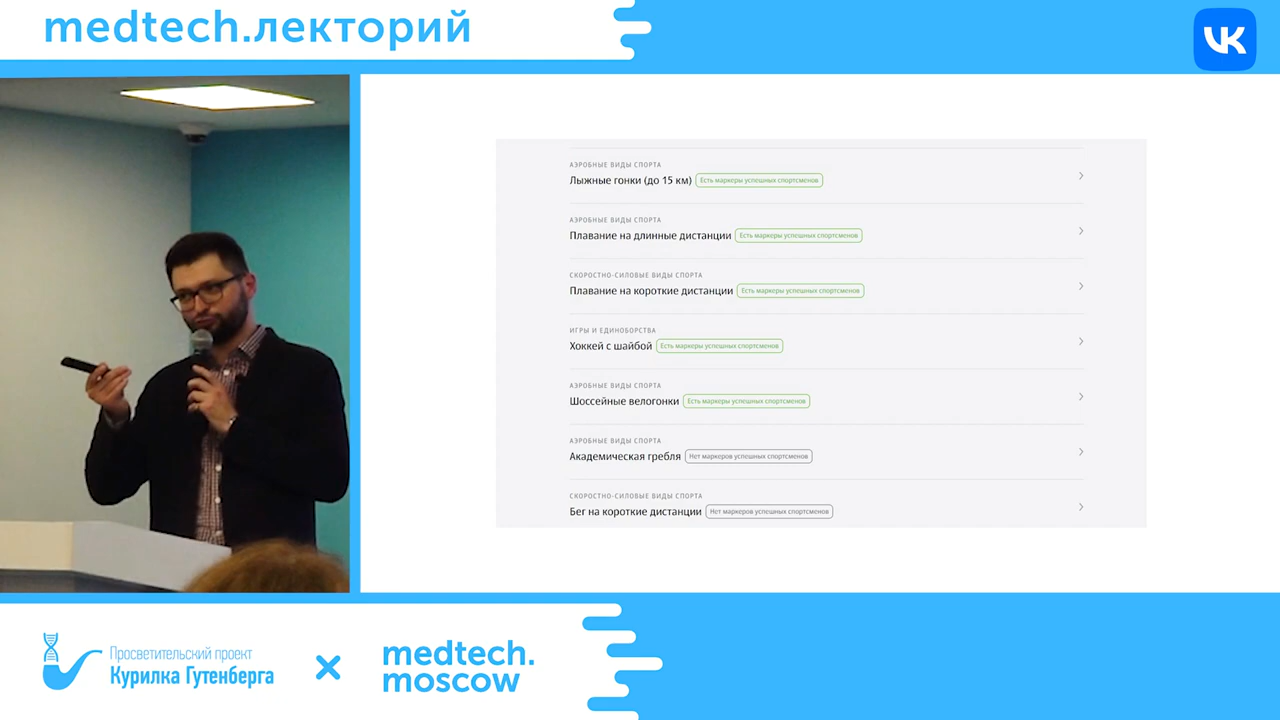 medtech.лекторий
VK
АЭРОБНЫЕ ВИДЫ СПОРТА
Лыжные гонки (до 15 км) Есть маркеры успешных спортсменов
АЭРОБНЫЕ ВИДЫ СПОРТА
Плавание на длинные дистанции Есть маркеры успешных спортсменов
СКОРОСТНО-СИЛОВЫЕ ВИДЫ СПОРТА
Плавание на короткие дистанции Есть маркеры успешных спортсменов
ИГРЫ И ЕДИНОБОРСТВА
Хоккей с шайбой Есть маркеры успешных спортсменов
АЭРОБНЫЕ ВИДЫ СПОРТА
Шоссейные велогонки Есть маркеры успешных спортсменов
АЭРОБНЫЕ ВИДЫ СПОРТА
Академическая гребля Нет маркеров успешных спортсменов
СКОРОСТНО-СИЛОВЫЕ ВИДЫ СПОРТА
Бег на короткие дистанции Нет маркеров успешных спортсменов
Просветительский проект
Курилка Гутенберга
medtech.
moscow